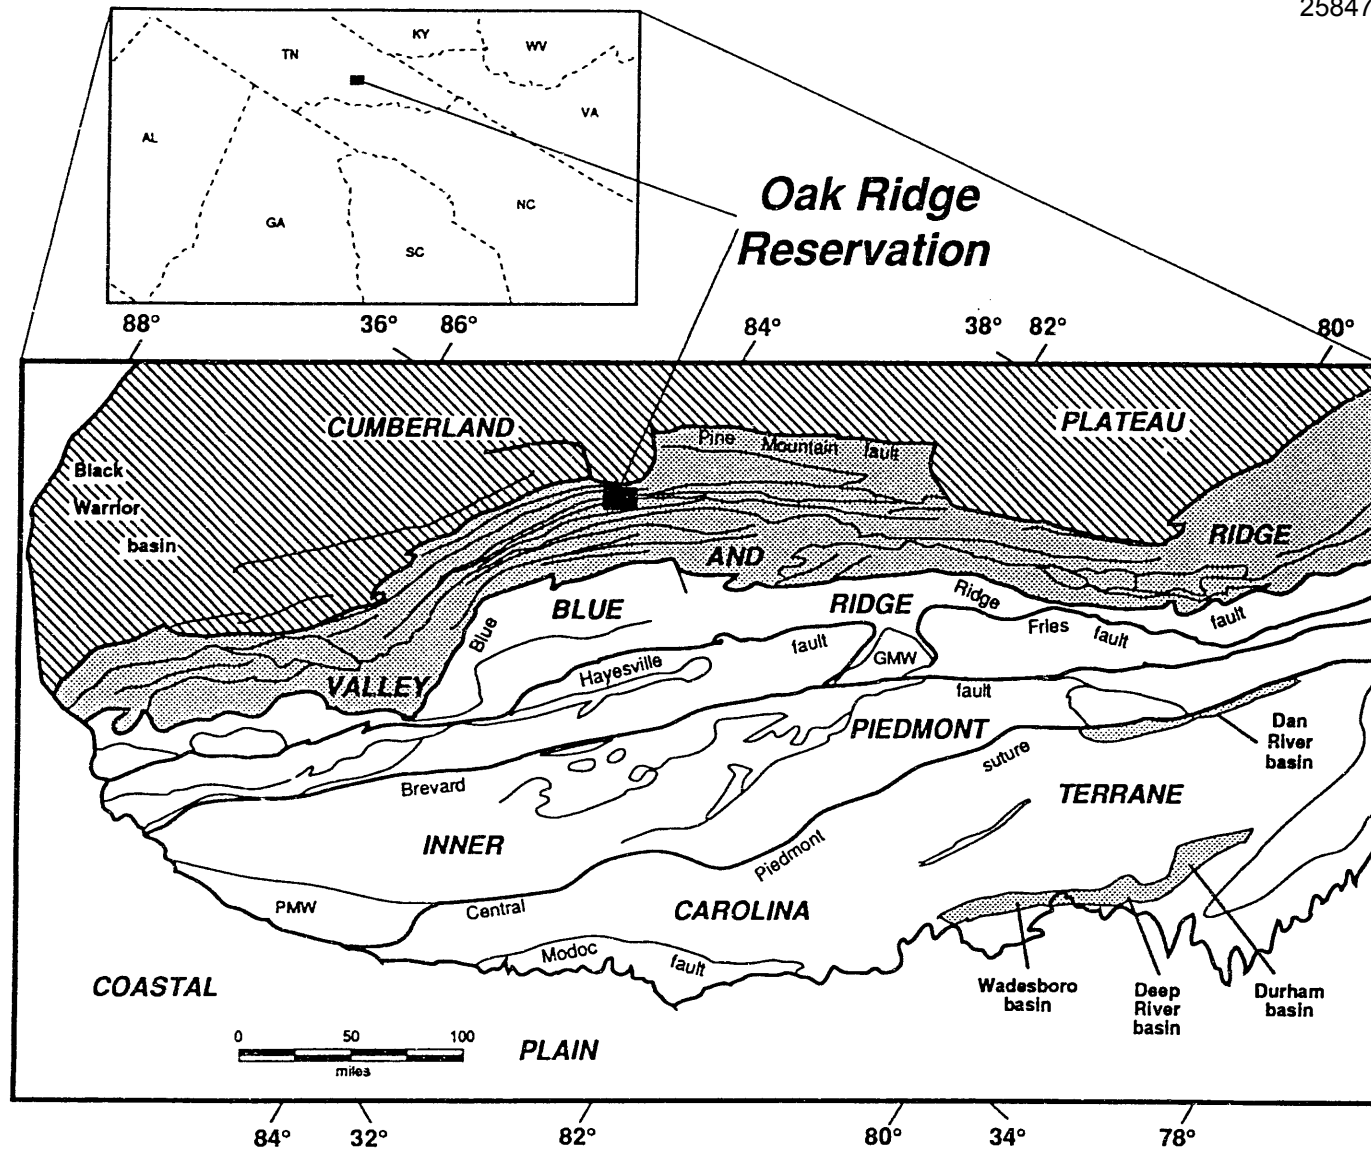 25847
KY
WV
TN
VA
AL
NC
GA
SC
Oak Ridge
Reservation
88° 36° 86° 84° 38° 82° 80°
CUMBERLAND
PLATEAU
Pine Mountain fault
Black
Warrior
basin
RIDGE
AND
BLUE
RIDGE
Ridge
fault
Blue
Fries fault
fault
GMW
Hayesville
VALLEY
fault
PIEDMONT
Dan
River
basin
suture
Brevard
TERRANE
INNER
Piedmont
PMW
Central
CAROLINA
Modoc fault
COASTAL
Wadesboro
basin
Deep
River
basin
Durham
basin
0 50 100
miles
PLAIN
84° 32° 82° 80° 34° 78°